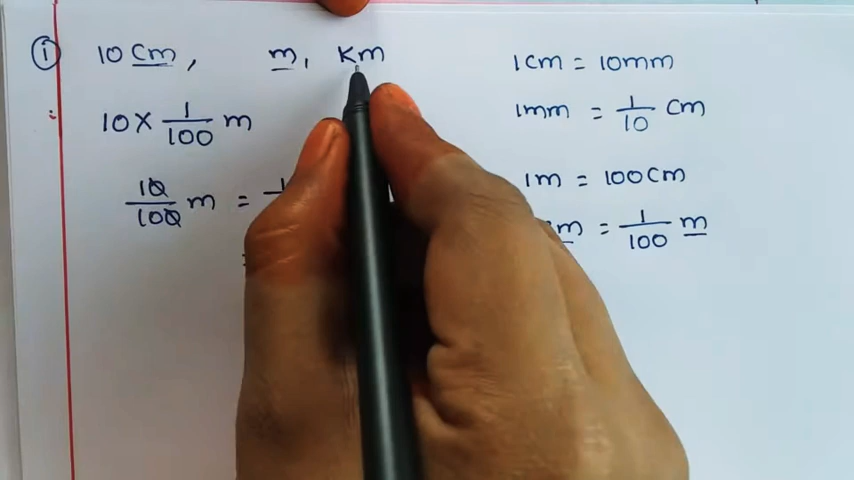 ① 10 Cm, m, Km
10 × 1/100 m
10/100 m = 1
1cm = 10mm
1mm = 1/10 Cm
1m = 100Cm
m = 1/100 m